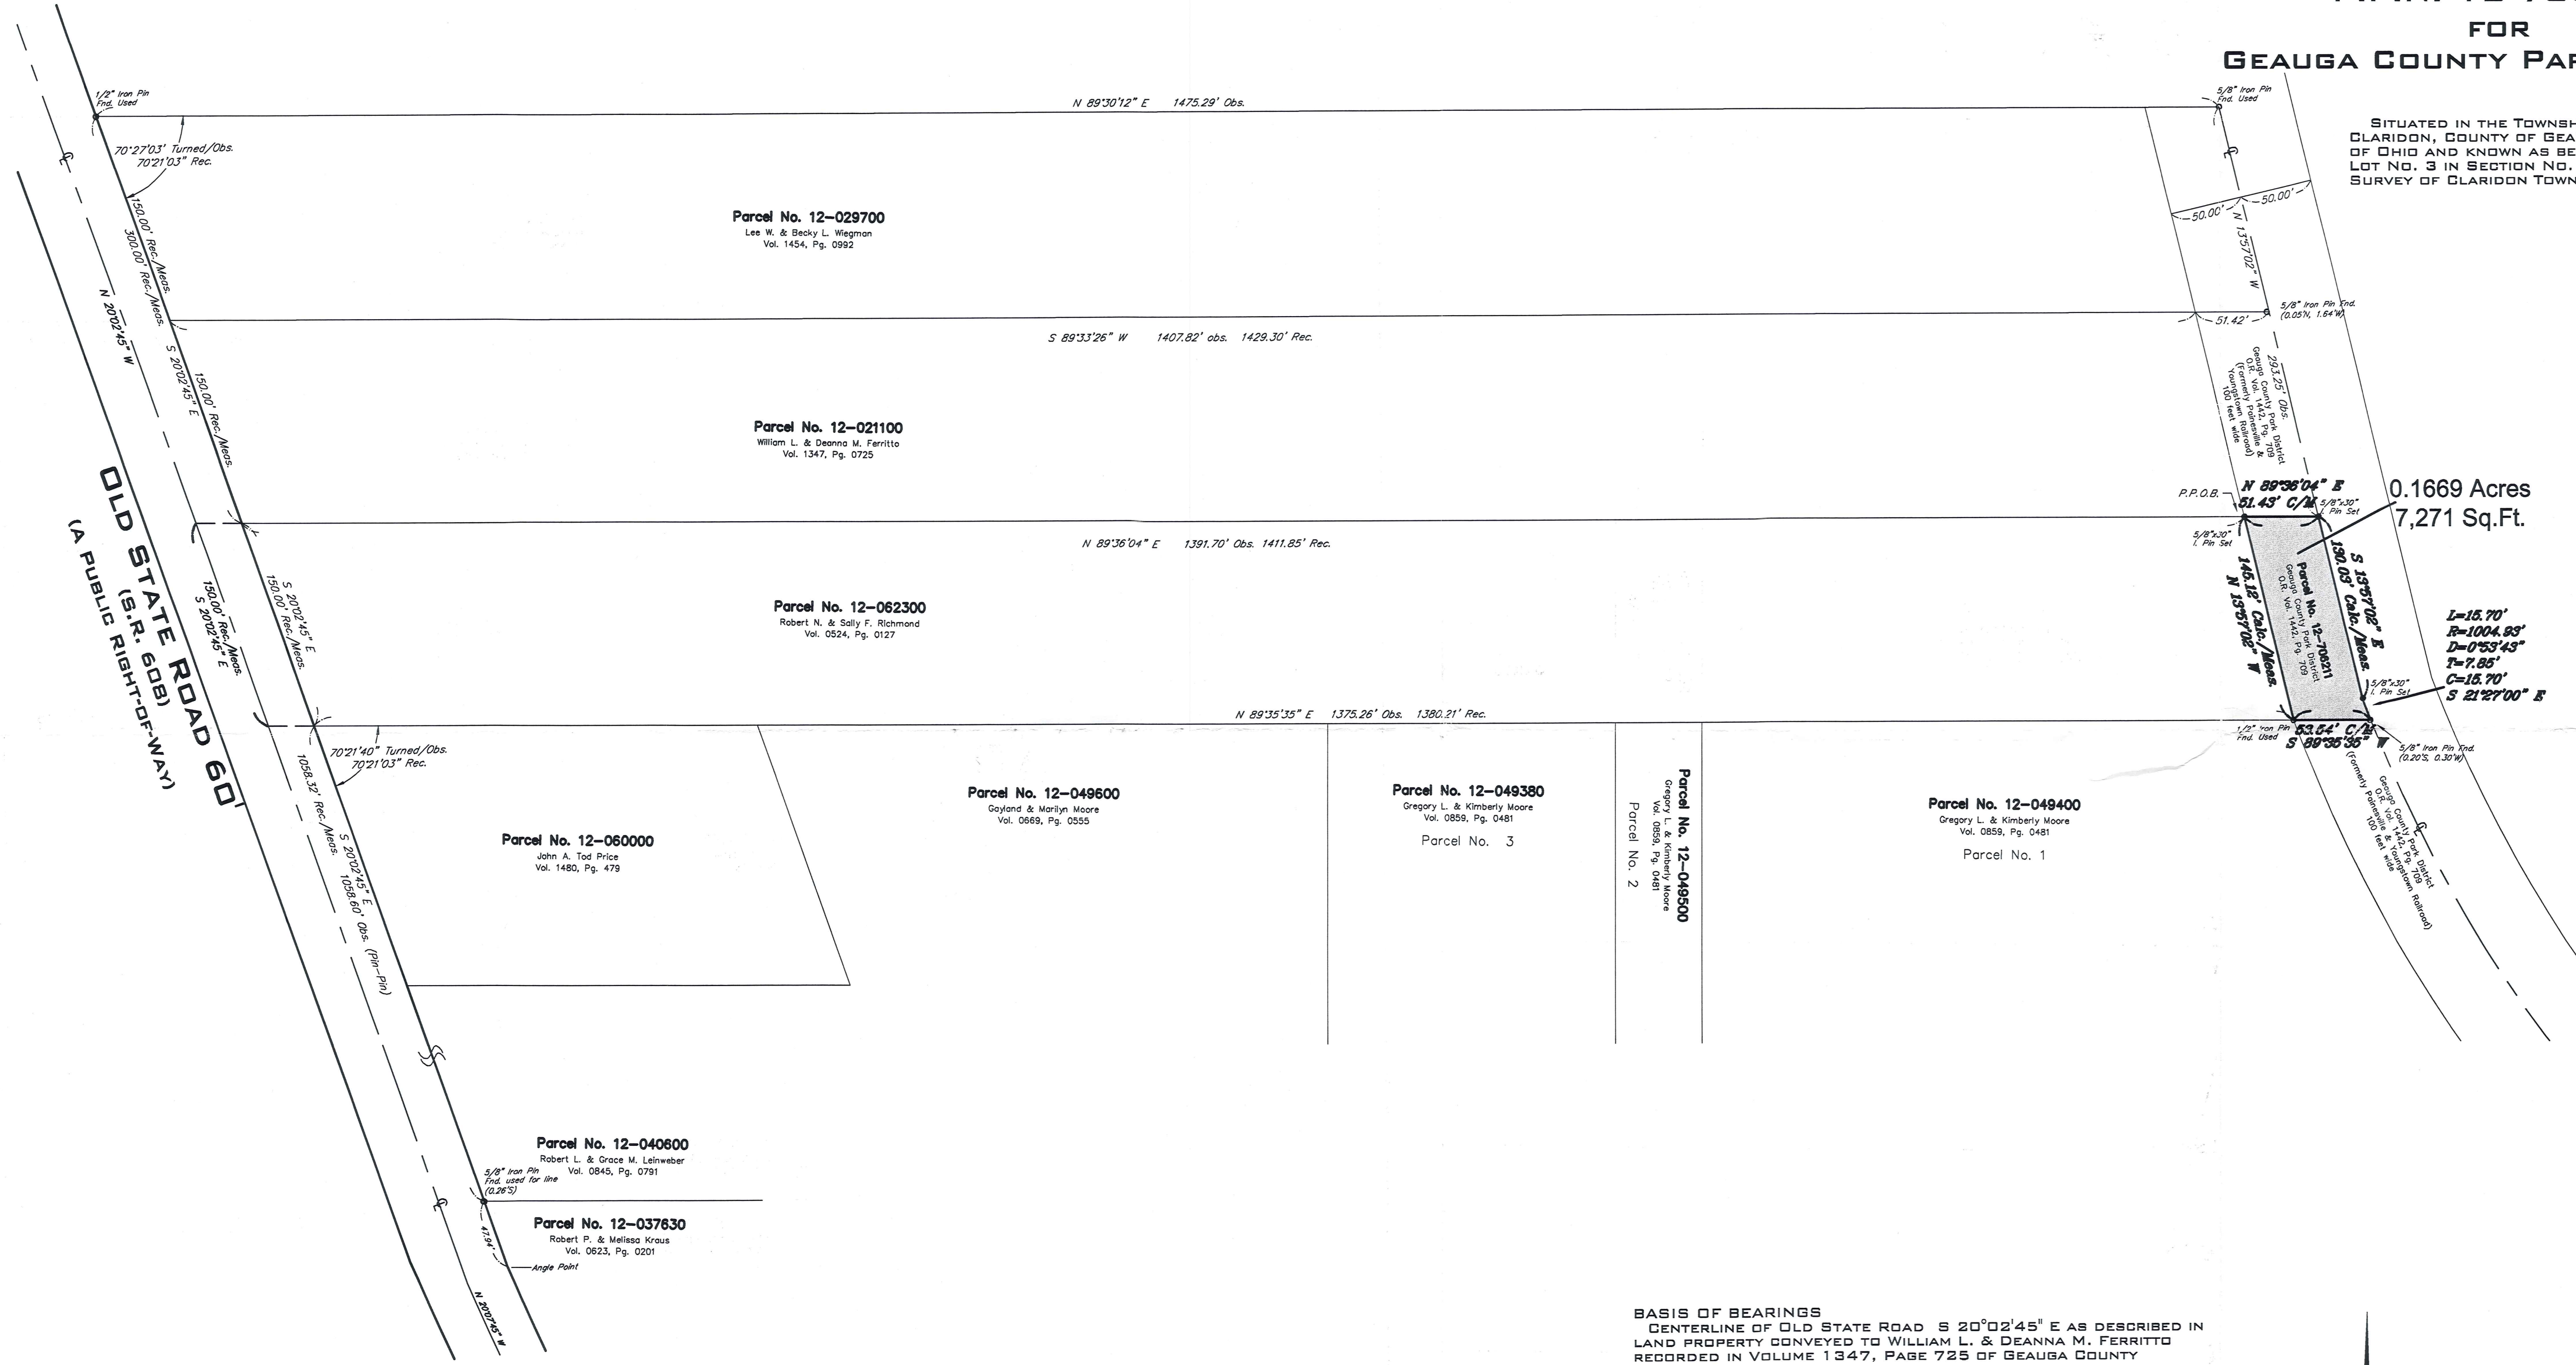 FOR
GEAUGA COUNTY PAR
SITUATED IN THE TOWNSH
CLARIDON, COUNTY OF GEA
OF OHIO AND KNOWN AS BE
LOT NO. 3 IN SECTION NO.
SURVEY OF CLARIDON TOWN
1/2" Iron Pin
Fnd. Used
N 89°30'12" E 1475.29' Obs.
5/8" Iron Pin
Fnd. Used
70°27'03' Turned/Obs.
70°21'03" Rec.
150.00' Rec./Meas.
300.00' Rec./Meas.
N 20°02'45" W
Parcel No. 12-029700
Lee W. & Becky L. Wiegman
Vol. 1454, Pg. 0992
50.00'
50.00'
N 13°57'02" W
5/8" Iron Pin Fnd.
(0.05'N, 1.64'W)
51.42'
S 89°33'26" W 1407.82' obs. 1429.30' Rec.
S 20°02'45" E
150.00' Rec./Meas.
293.25' Obs.
Geauga County Park District
O.R. Vol. 1442, Pg. 709
(Formerly Painesville &
Youngstown Railroad)
100 feet wide
Parcel No. 12-021100
William L. & Deanna M. Ferritto
Vol. 1347, Pg. 0725
OLD STATE ROAD 60'
(S.R. 608)
(A PUBLIC RIGHT-OF-WAY)
P.P.O.B.
N 89°36'04" E
51.43' C/M
5/8"x30"
I. Pin Set
0.1669 Acres
7,271 Sq.Ft.
5/8"x30"
I. Pin Set
N 89°36'04" E 1391.70' Obs. 1411.85' Rec.
150.00' Rec./Meas.
S 20°02'45" E
S 20°02'45" E
150.00' Rec./Meas.
Parcel No. 12-062300
Robert N. & Sally F. Richmond
Vol. 0524, Pg. 0127
145.12' Calc./Meas.
N 13°57'02" W
Parcel No. 12-706211
Geauga County Park District
O.R. Vol. 1442, Pg. 709
S 13°57'02" E
130.03' Calc./Meas.
L=15.70'
R=1004.93'
D=0°53'43"
T=7.85'
C=15.70'
S 21°27'00" E
5/8"x30"
I. Pin Set
N 89°35'35" E 1375.26' Obs. 1380.21' Rec.
1/2" Iron Pin
Fnd. Used
53.54' C/M
S 89°35'35" W
5/8" Iron Pin Fnd.
(0.20'S, 0.30'W)
70°21'40" Turned/Obs.
70°21'03" Rec.
1058.32' Rec./Meas.
S 20°02'45" E
1058.60' Obs. (Pin-Pin)
Parcel No. 12-060000
John A. Tod Price
Vol. 1480, Pg. 479
Parcel No. 12-049600
Gayland & Marilyn Moore
Vol. 0669, Pg. 0555
Parcel No. 12-049380
Gregory L. & Kimberly Moore
Vol. 0859, Pg. 0481
Parcel No. 3
Parcel No. 12-049500
Gregory L. & Kimberly Moore
Vol. 0859, Pg. 0481
Parcel No. 2
Parcel No. 12-049400
Gregory L. & Kimberly Moore
Vol. 0859, Pg. 0481
Parcel No. 1
Geauga County Park District
O.R. Vol. 1442, Pg. 709
(Formerly Painesville & Youngstown Railroad)
100 feet wide
Parcel No. 12-040600
Robert L. & Grace M. Leinweber
Vol. 0845, Pg. 0791
5/8" Iron Pin
Fnd. used for line
(0.26'S)
Parcel No. 12-037630
Robert P. & Melissa Kraus
Vol. 0623, Pg. 0201
47.94'
Angle Point
N 20°07'45" W
BASIS OF BEARINGS
CENTERLINE OF OLD STATE ROAD S 20°02'45" E AS DESCRIBED IN
LAND PROPERTY CONVEYED TO WILLIAM L. & DEANNA M. FERRITTO
RECORDED IN VOLUME 1347, PAGE 725 OF GEAUGA COUNTY